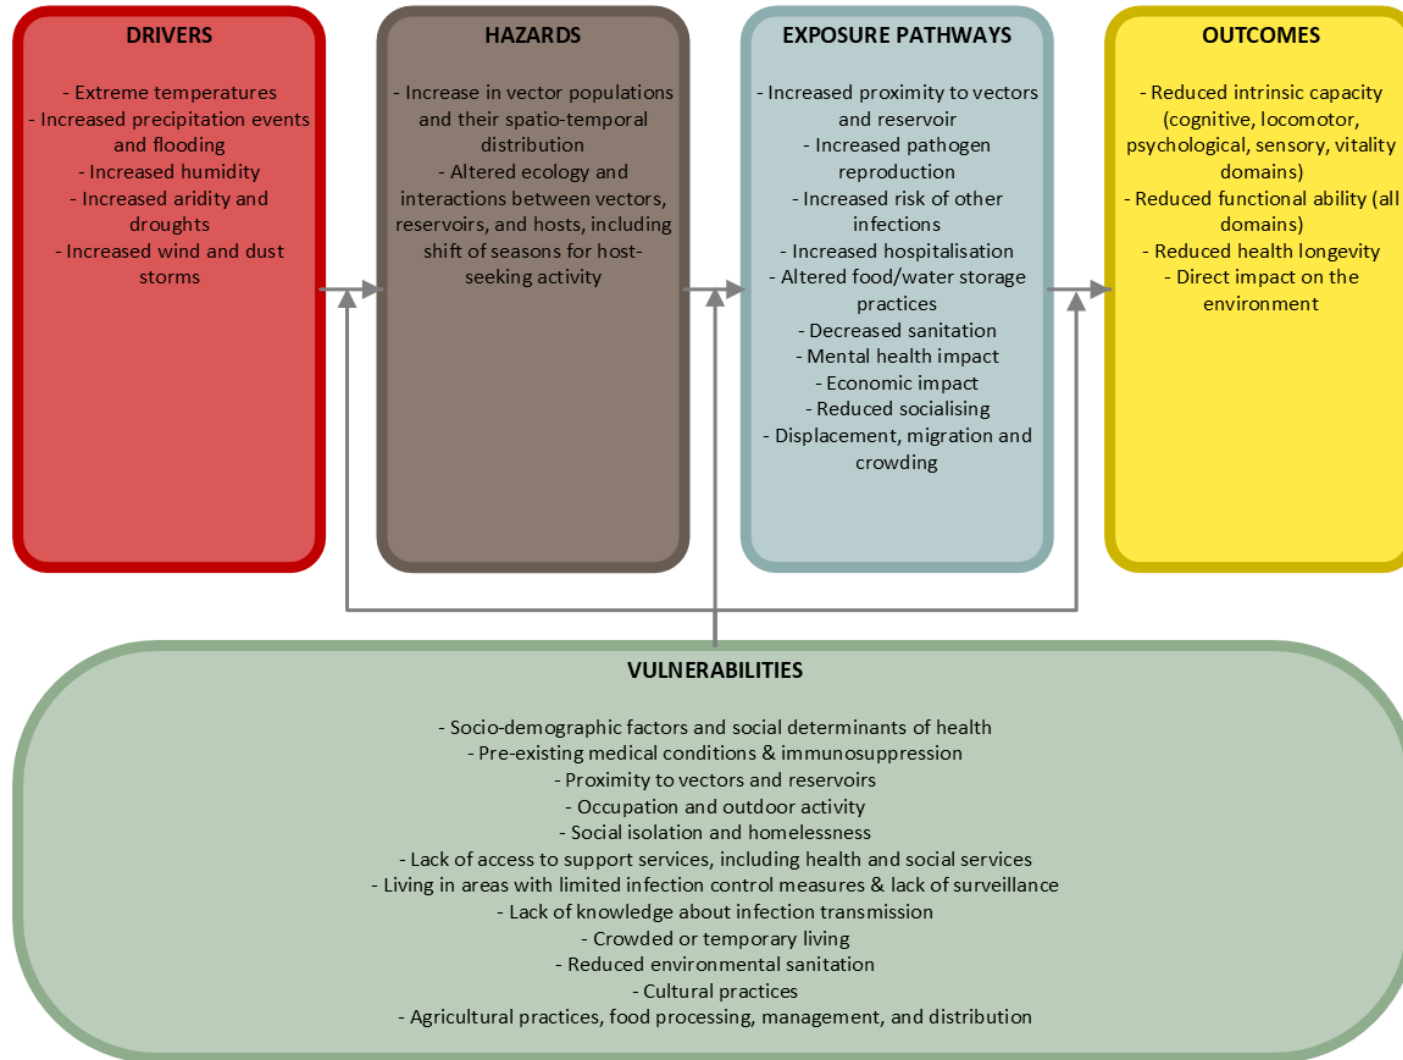 DRIVERS
- Extreme temperatures
- Increased precipitation events
and flooding
- Increased humidity
- Increased aridity and
droughts
- Increased wind and dust
storms
HAZARDS
- Increase in vector populations
and their spatio-temporal
distribution
- Altered ecology and
interactions between vectors,
reservoirs, and hosts, including
shift of seasons for host-
seeking activity
EXPOSURE PATHWAYS
- Increased proximity to vectors
and reservoir
- Increased pathogen
reproduction
- Increased risk of other
infections
- Increased hospitalisation
- Altered food/water storage
practices
- Decreased sanitation
- Mental health impact
- Economic impact
- Reduced socialising
- Displacement, migration and
crowding
OUTCOMES
- Reduced intrinsic capacity
(cognitive, locomotor,
psychological, sensory, vitality
domains)
- Reduced functional ability (all
domains)
- Reduced health longevity
- Direct impact on the
environment
VULNERABILITIES
- Socio-demographic factors and social determinants of health
- Pre-existing medical conditions & immunosuppression
- Proximity to vectors and reservoirs
- Occupation and outdoor activity
- Social isolation and homelessness
- Lack of access to support services, including health and social services
- Living in areas with limited infection control measures & lack of surveillance
- Lack of knowledge about infection transmission
- Crowded or temporary living
- Reduced environmental sanitation
- Cultural practices
- Agricultural practices, food processing, management, and distribution